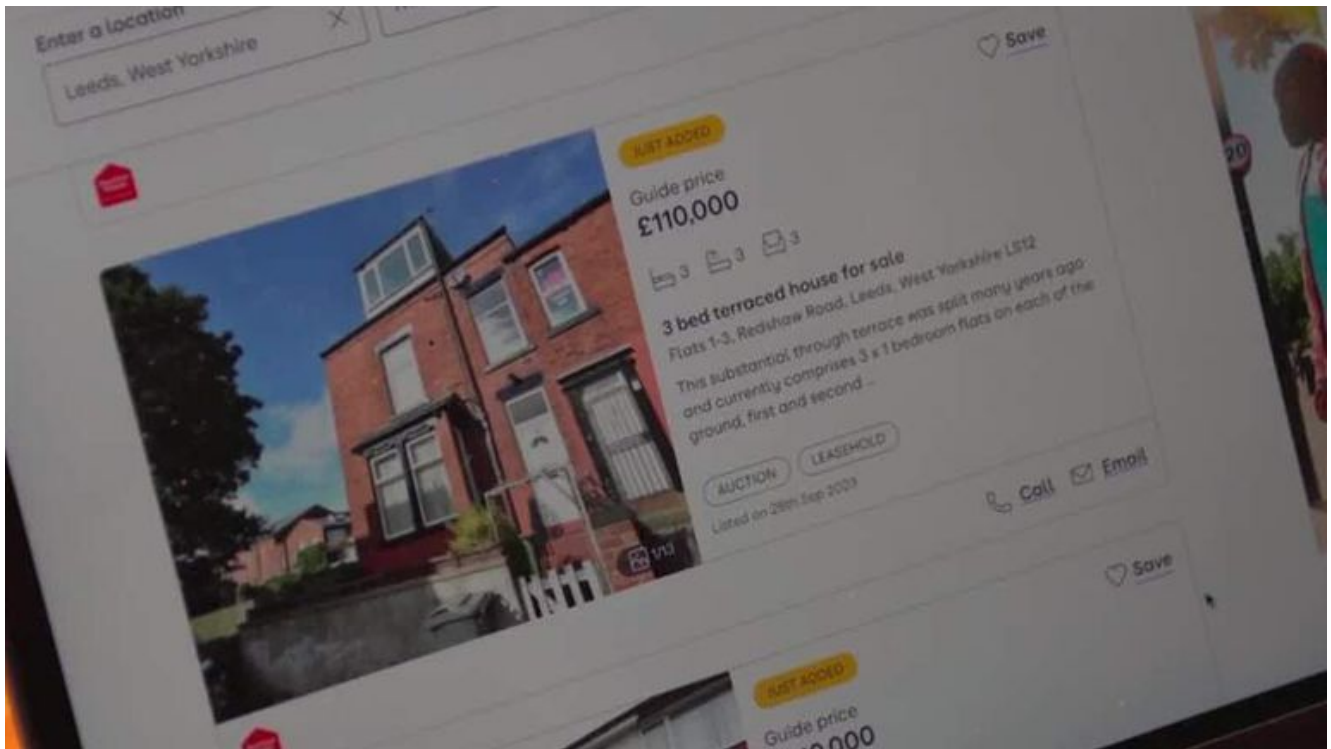 Enter a location
Leeds, West Yorkshire
Save
JUST ADDED
20
Guide price
£110,000
3 3 3
3 bed terraced house for sale
Flats 1-3, Redshaw Road, Leeds, West Yorkshire LS12
This substantial through terrace was split many years ago
and currently comprises 3 x 1 bedroom flats on each of the
ground, first and second ...
AUCTION LEASEHOLD
Listed on 28th Sep 2023
Call Email
1/13
Save
JUST ADDED
Guide price